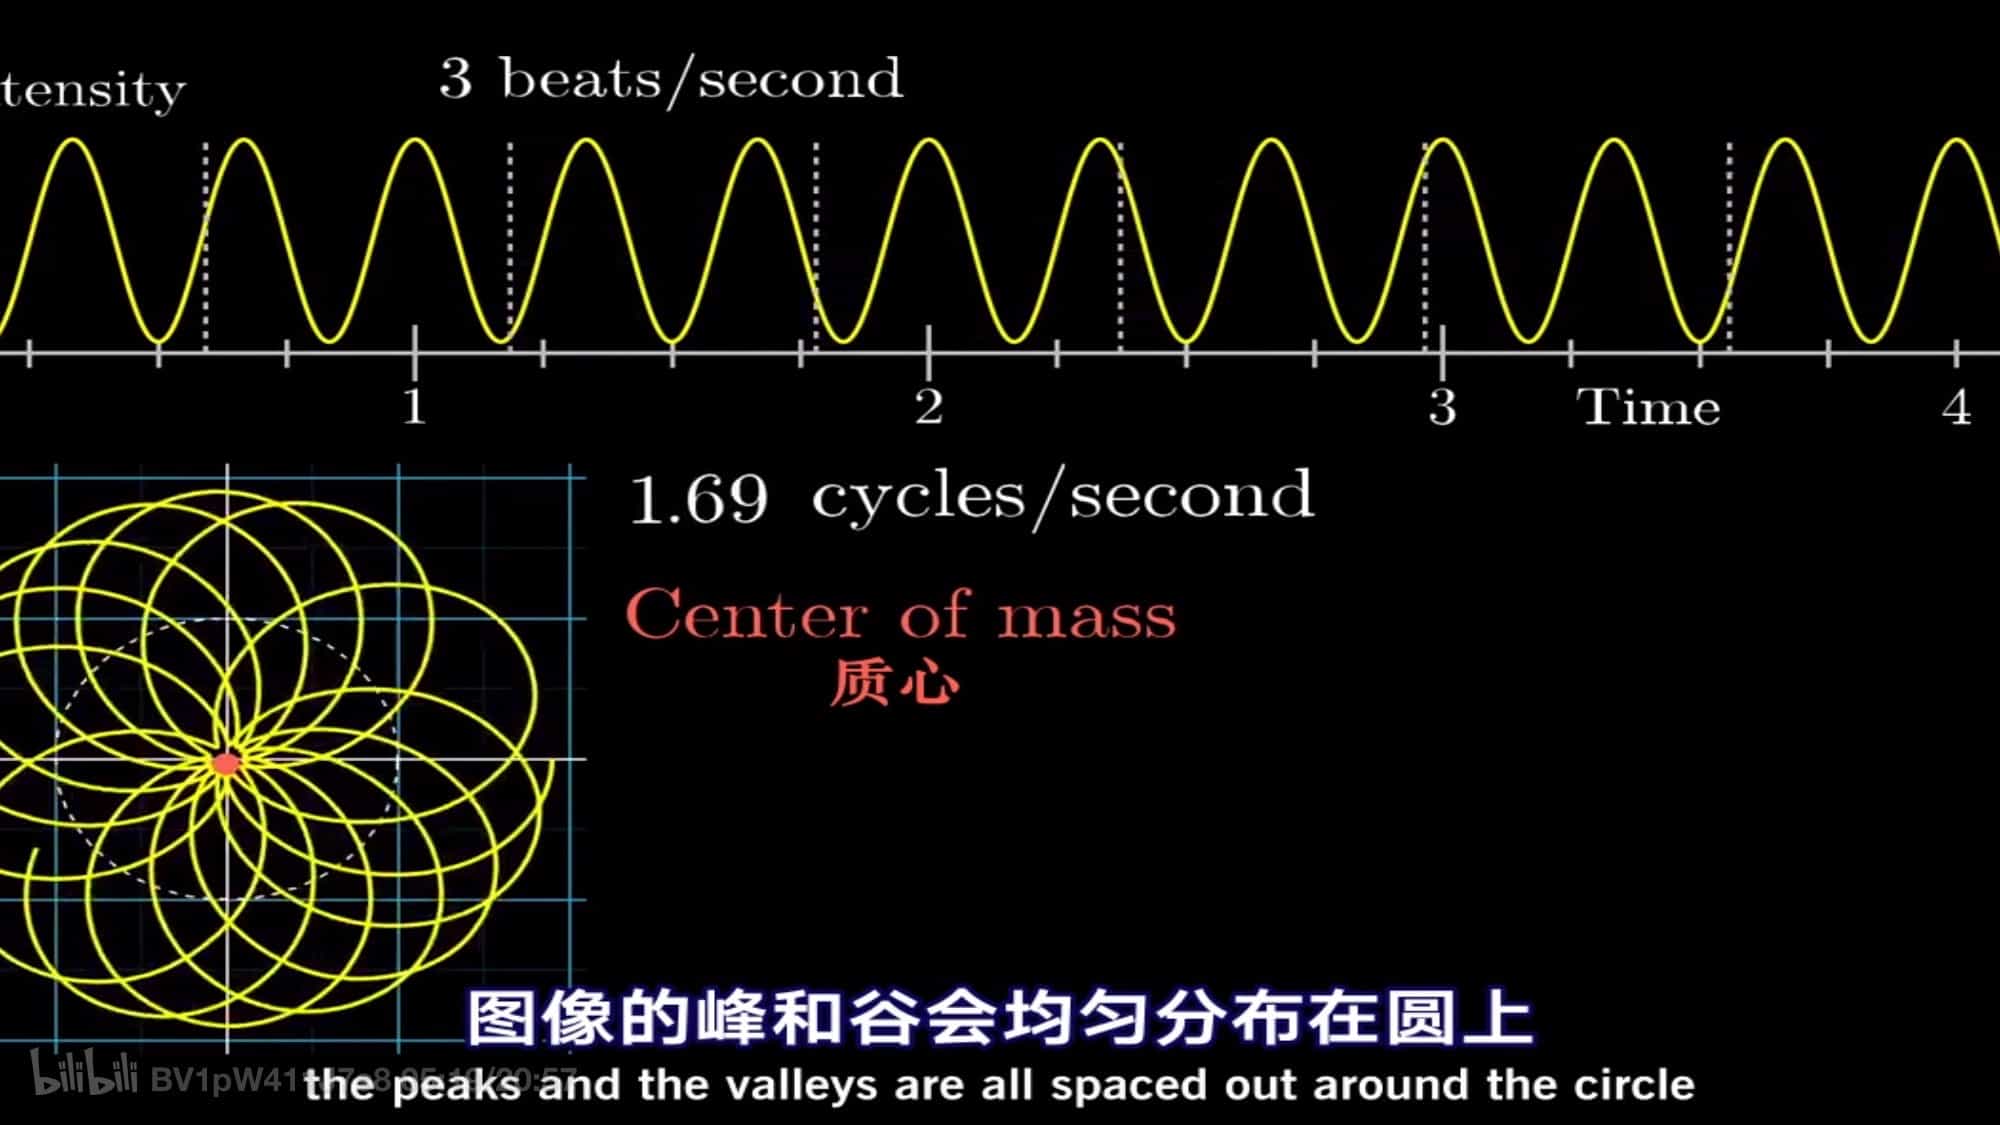 tensity
3 beats/second
1 2 3 Time 4
1.69 cycles/second
Center of mass
质心
图像的峰和谷会均匀分布在圆上
bilibili
the peaks and the valleys are all spaced out around the circle